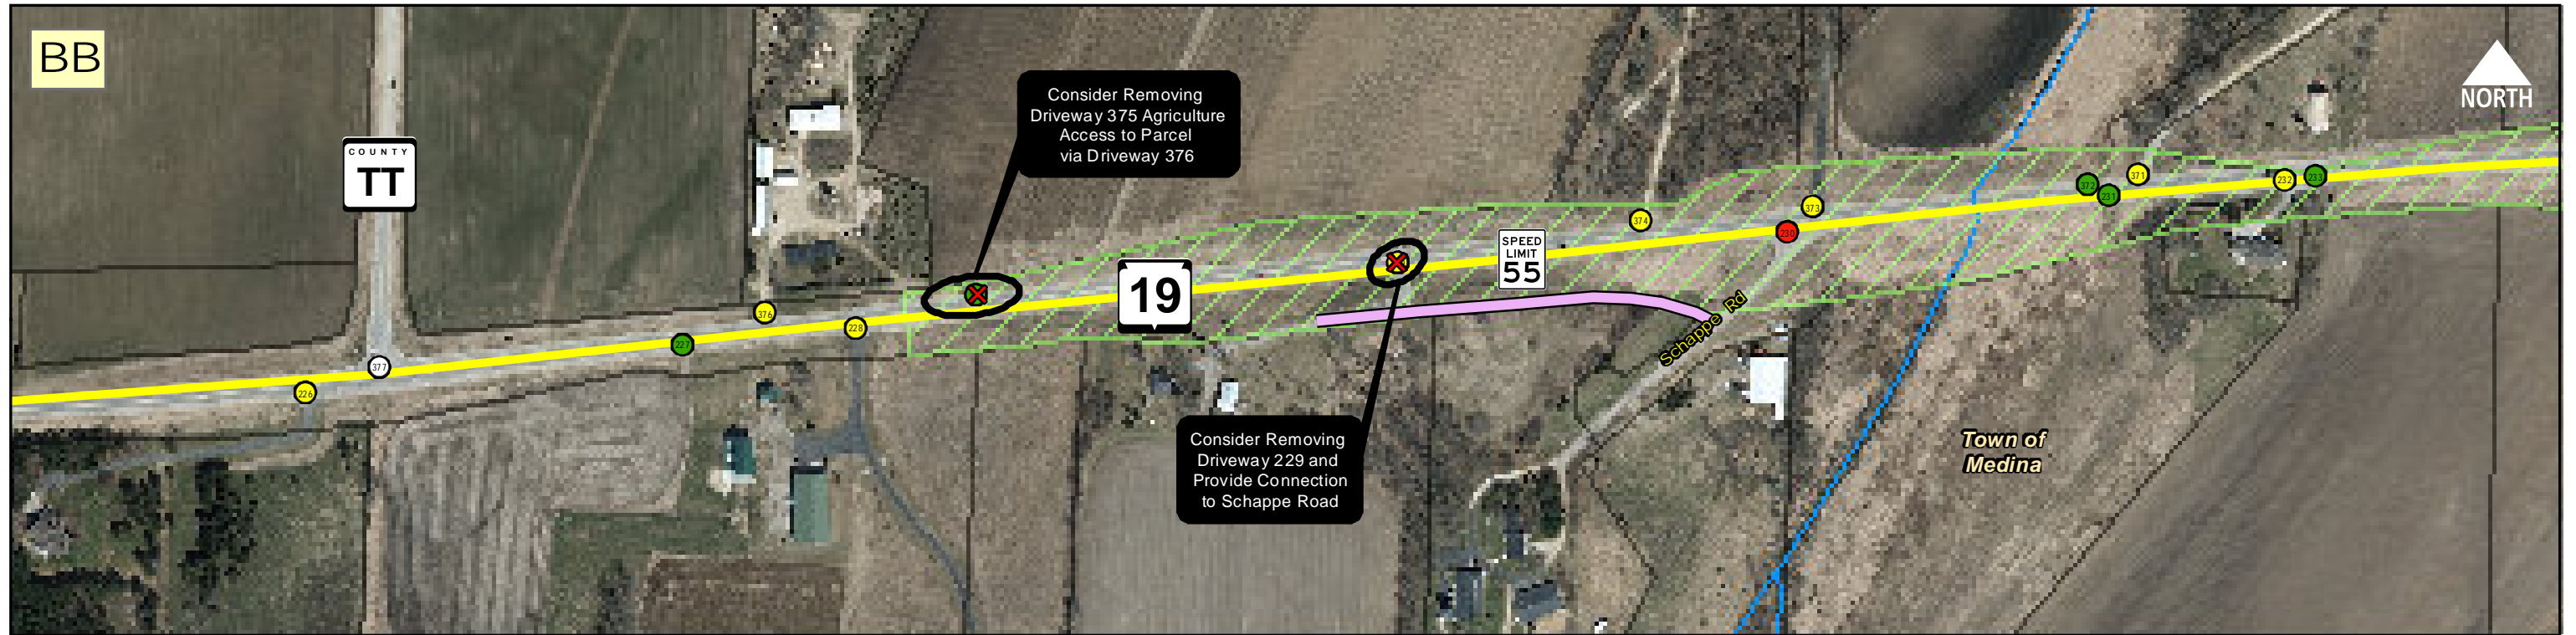 BB
NORTH
COUNTY
TT
Consider Removing
Driveway 375 Agriculture
Access to Parcel
via Driveway 376
19
SPEED
LIMIT
55
226
377
227
376
228
374
373
230
372
231
371
232
233
Schappe Rd
Consider Removing
Driveway 229 and
Provide Connection
to Schappe Road
Town of
Medina